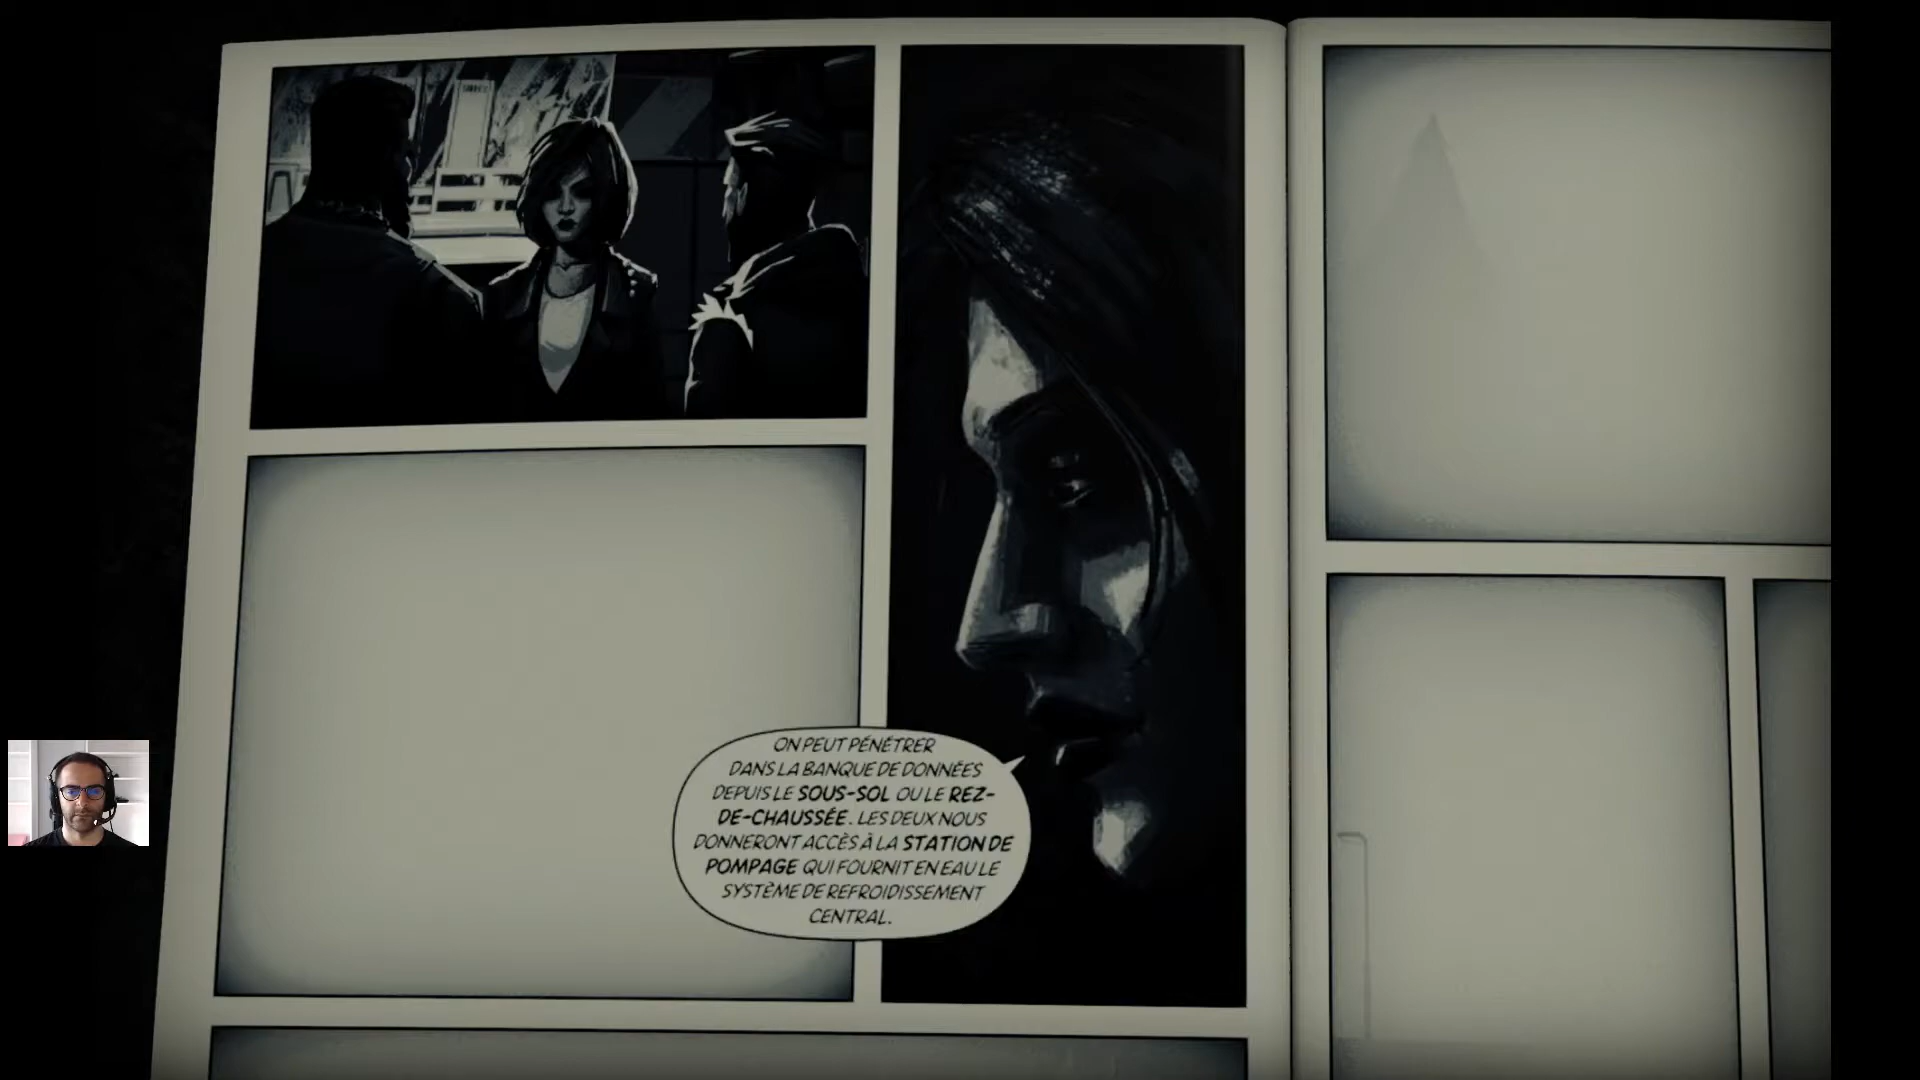 ON PEUT PÉNÉTRER
DANS LA BANQUE DE DONNÉES
DEPUIS LE SOUS-SOL OU LE REZ-
DE-CHAUSSÉE. LES DEUX NOUS
DONNERONT ACCÈS À LA STATION DE
POMPAGE QUI FOURNIT EN EAU LE
SYSTÈME DE REFROIDISSEMENT
CENTRAL.